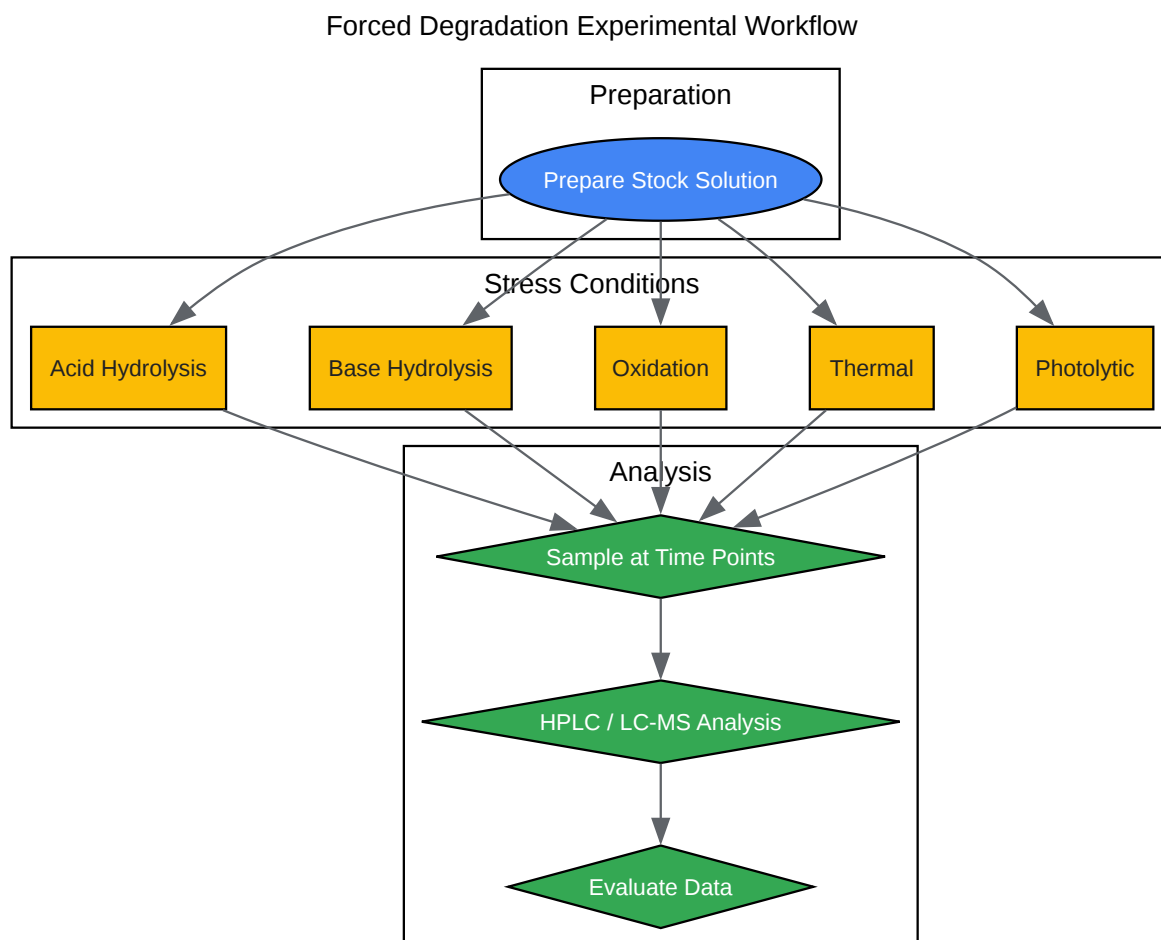 Forced Degradation Experimental Workflow
Preparation
Prepare Stock Solution
Stress Conditions
Acid Hydrolysis
Base Hydrolysis
Oxidation
Thermal
Photolytic
Analysis
Sample at Time Points
HPLC / LC-MS Analysis
Evaluate Data